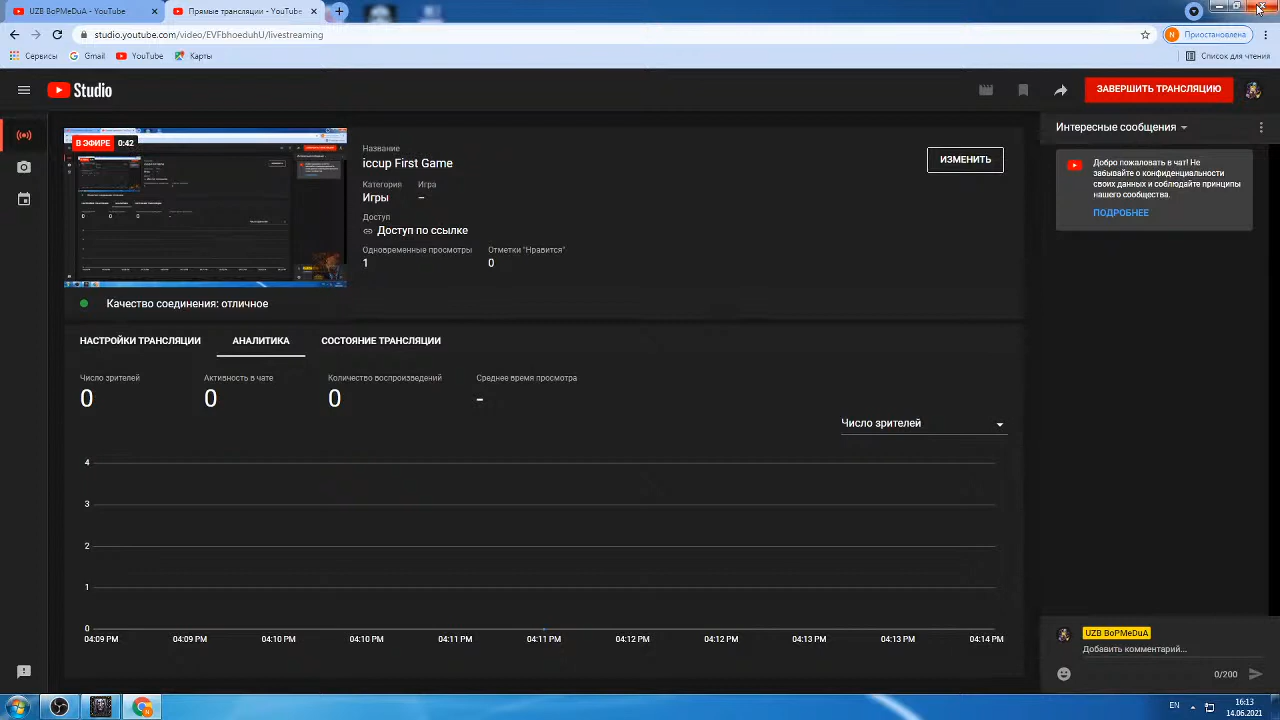 UZB BoPMeDuA - YouTube
Прямые трансляции - YouTube
studio.youtube.com/video/EVFbhoeduhU/livestreaming
N Приостановлена
Сервисы Gmail YouTube Карты Список для чтения
Studio
ЗАВЕРШИТЬ ТРАНСЛЯЦИЮ
В ЭФИРЕ 0:42
Название
iccup First Game
ИЗМЕНИТЬ
Категория Игра
Игры –
Доступ
Доступ по ссылке
Одновременные просмотры Отметки "Нравится"
1 0
Качество соединения: отличное
НАСТРОЙКИ ТРАНСЛЯЦИИ АНАЛИТИКА СОСТОЯНИЕ ТРАНСЛЯЦИИ
Число зрителей Активность в чате Количество воспроизведений Среднее время просмотра
0 0 0 -
Число зрителей
4
3
2
1
0
04:09 PM 04:09 PM 04:10 PM 04:10 PM 04:11 PM 04:11 PM 04:12 PM 04:12 PM 04:13 PM 04:13 PM 04:14 PM
Интересные сообщения
Добро пожаловать в чат! Не
забывайте о конфиденциальности
своих данных и соблюдайте принципы
нашего сообщества.
ПОДРОБНЕЕ
UZB BoPMeDuA
Добавить комментарий...
0/200
EN
16:13
14.06.2021